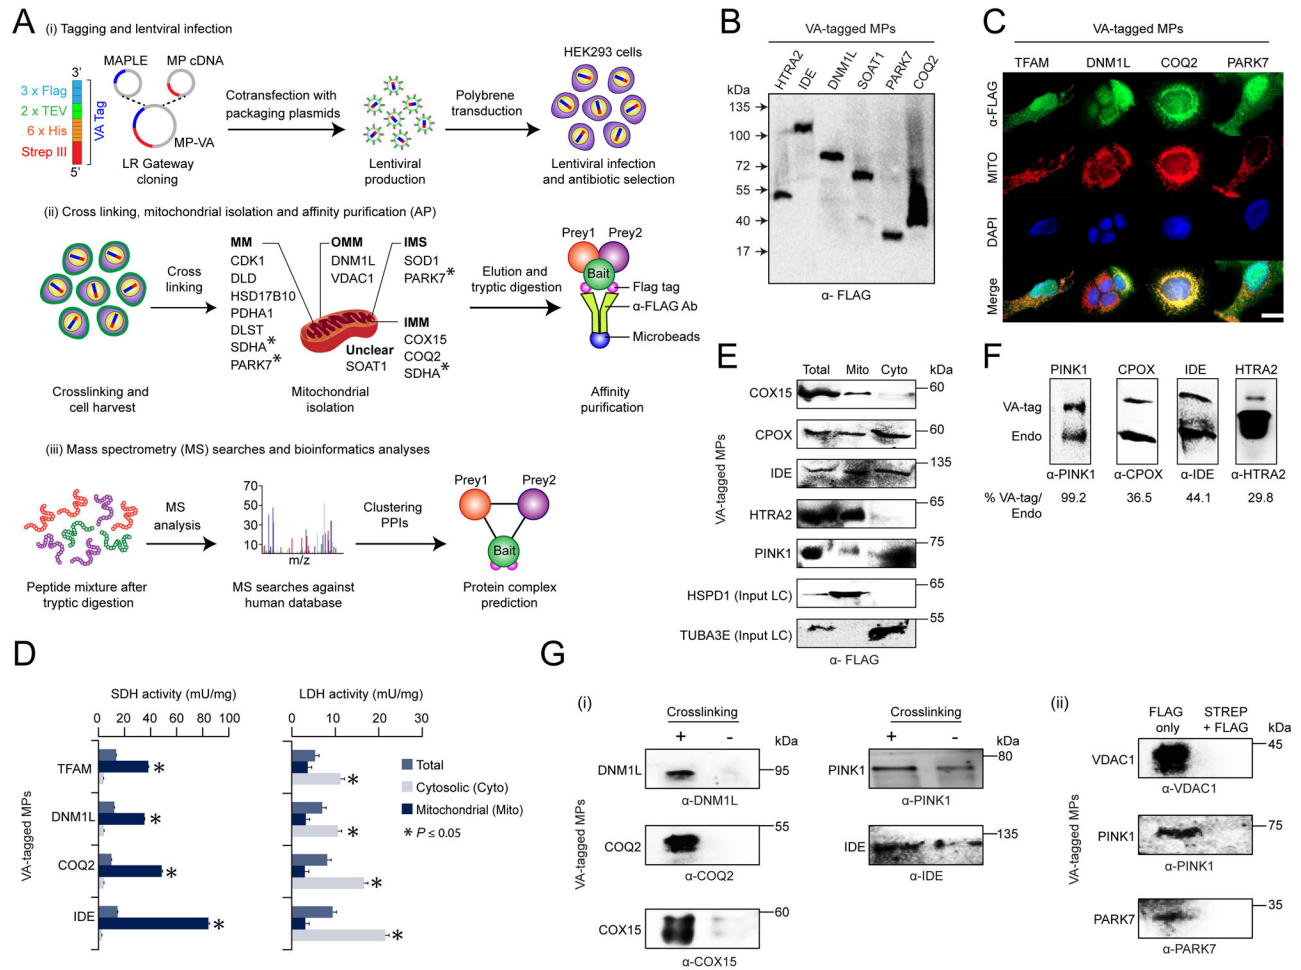 A
(i) Tagging and lentviral infection
3'
3 x Flag
2 x TEV
6 x His
Strep III
5'
VA Tag
MAPLE
MP cDNA
MP-VA
LR Gateway
cloning
Cotransfection with
packaging plasmids
Lentiviral
production
Polybrene
transduction
HEK293 cells
Lentiviral infection
and antibiotic selection
(ii) Cross linking, mitochondrial isolation and affinity purification (AP)
Crosslinking and
cell harvest
Cross
linking
MM
CDK1
DLD
HSD17B10
PDHA1
DLST
SDHA*
PARK7*
OMM
DNM1L
VDAC1
IMS
SOD1
PARK7*
Unclear
SOAT1
IMM
COX15
COQ2
SDHA*
Mitochondrial
isolation
Elution and
tryptic digestion
Prey1
Prey2
Bait
Flag tag
α-FLAG Ab
Microbeads
Affinity
purification
(iii) Mass spectrometry (MS) searches and bioinformatics analyses
Peptide mixture after
tryptic digestion
MS
analysis
70
50
30
10
m/z
MS searches against
human database
Clustering
PPIs
Prey1
Prey2
Bait
Protein complex
prediction
B
VA-tagged MPs
HTRA2
IDE
DNM1L
SOAT1
PARK7
COQ2
kDa
135
100
72
55
40
17
α- FLAG
C
VA-tagged MPs
TFAM
DNM1L
COQ2
PARK7
α-FLAG
MITO
DAPI
Merge
D
SDH activity (mU/mg)
0 20 40 60 80 100
LDH activity (mU/mg)
0 10 20 30
VA-tagged MPs
TFAM
* *
DNM1L
* *
COQ2
* *
IDE
* *
Total
Cytosolic (Cyto)
Mitochondrial (Mito)
* P ≤ 0.05
E
Total Mito Cyto kDa
VA-tagged MPs
COX15
60
CPOX
60
IDE
135
HTRA2
65
PINK1
75
HSPD1 (Input LC)
65
TUBA3E (Input LC)
55
α- FLAG
F
PINK1
CPOX
IDE
HTRA2
VA-tag
Endo
α-PINK1
α-CPOX
α-IDE
α-HTRA2
% VA-tag/
Endo
99.2
36.5
44.1
29.8
G
(i)
VA-tagged MPs
Crosslinking
+ -
kDa
DNM1L
95
α-DNM1L
COQ2
55
α-COQ2
COX15
60
α-COX15
Crosslinking
+ -
kDa
PINK1
80
α-PINK1
IDE
135
α-IDE
(ii)
VA-tagged MPs
FLAG
only
STREP
+ FLAG
kDa
VDAC1
45
α-VDAC1
PINK1
75
α-PINK1
PARK7
35
α-PARK7